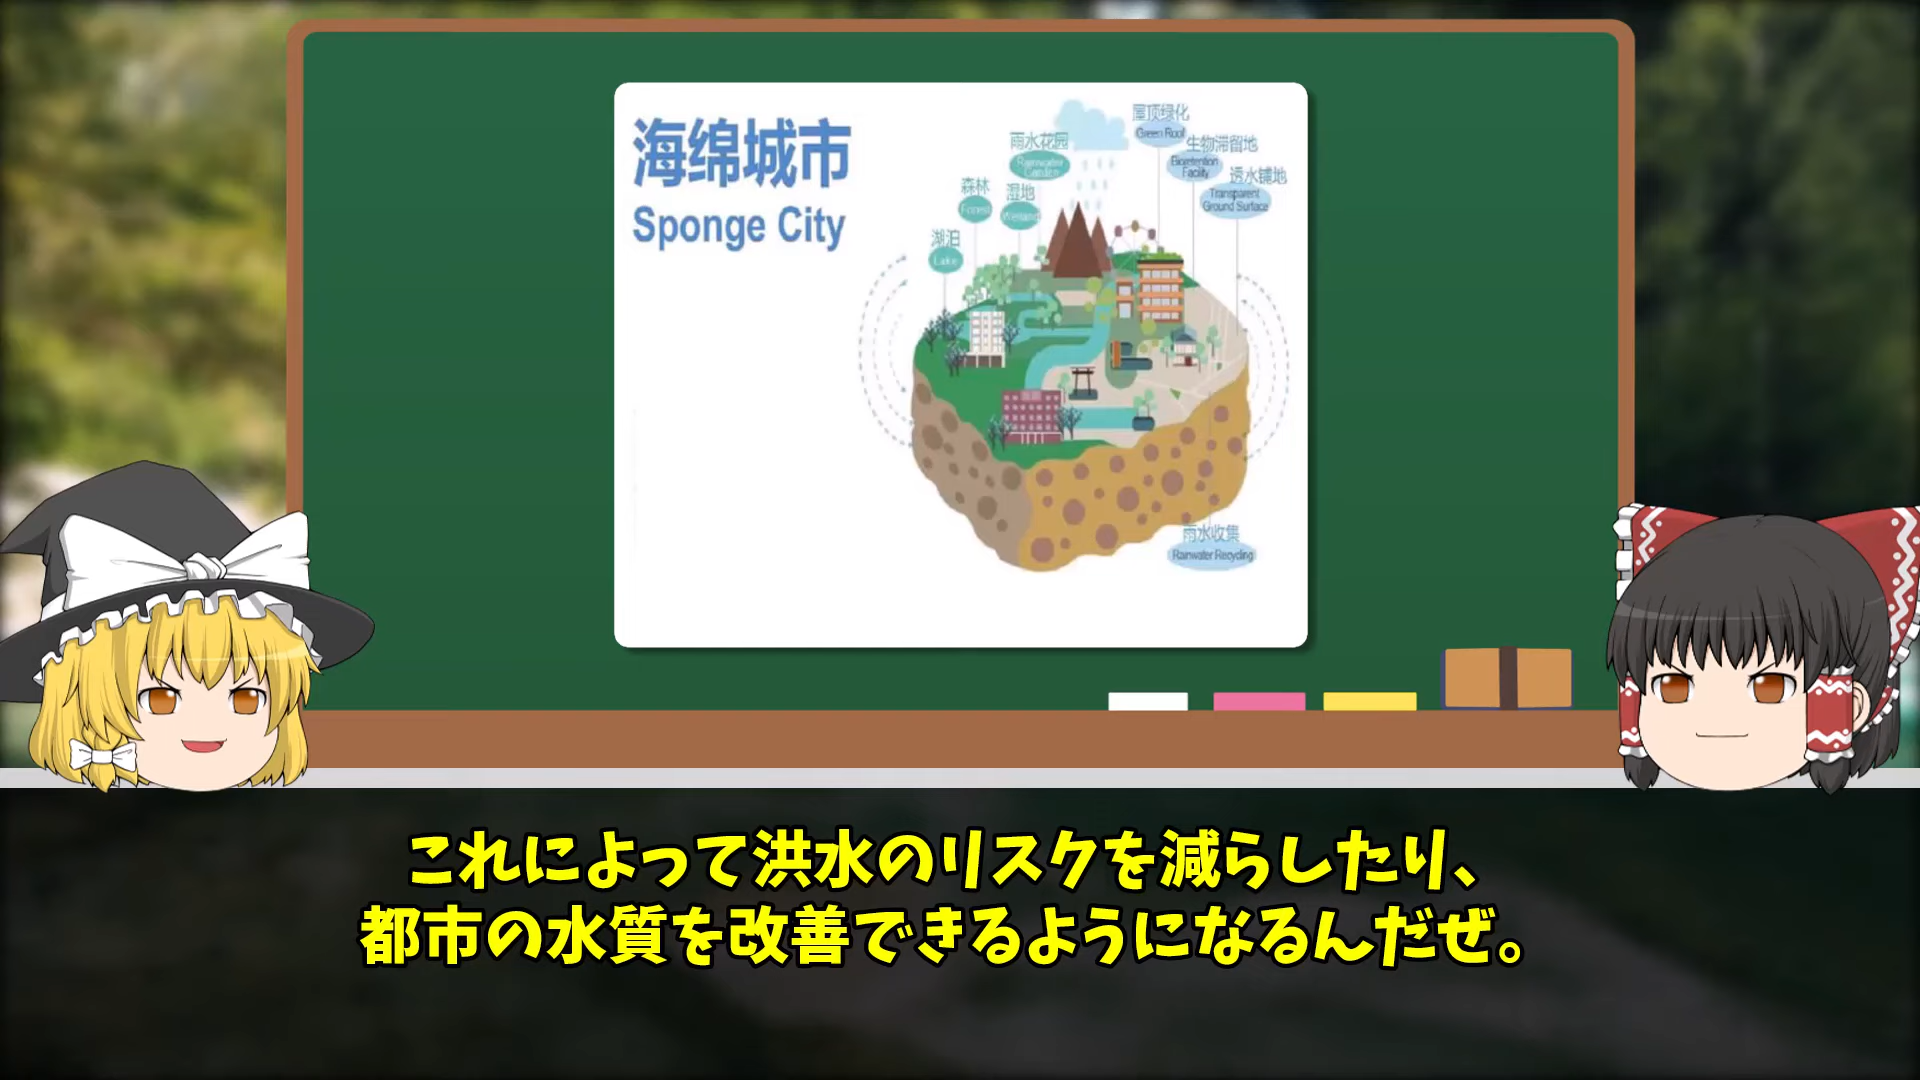 海绵城市
Sponge City
屋顶绿化
Green Roof
雨水花园
Rainwater
Garden
生物滞留地
Bioretention
Facility
透水铺地
Transparent
Ground Surface
森林
Forest
湿地
Wetland
湖泊
Lake
雨水收集
Rainwater Recycling
これによって洪水のリスクを減らしたり、
都市の水質を改善できるようになるんだぜ。